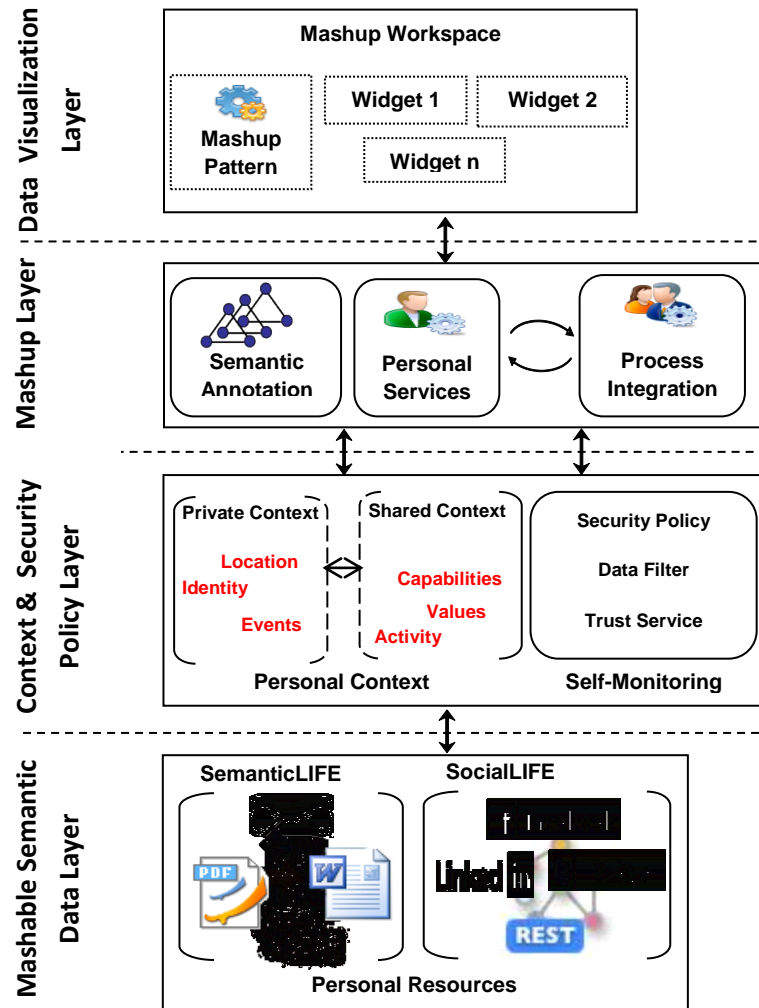 Data Visualization
Layer
Mashup Workspace
Mashup
Pattern
Widget 1
Widget 2
Widget n
Mashup Layer
Semantic
Annotation
Personal
Services
Process
Integration
Context & Security
Policy Layer
Private Context
Location
Identity
Events
Shared Context
Capabilities
Values
Activity
Personal Context
Security Policy
Data Filter
Trust Service
Self-Monitoring
Mashable Semantic
Data Layer
SemanticLIFE
PDF
W
SocialLIFE
Linked in
REST
Personal Resources